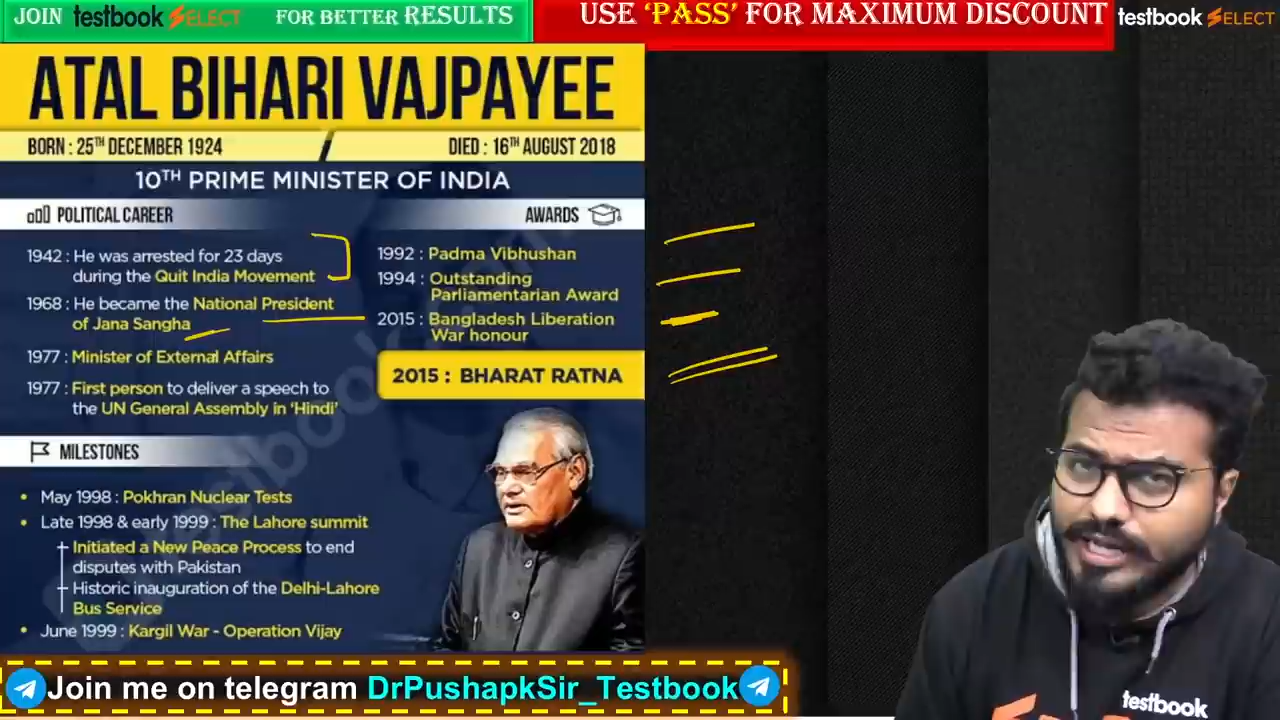 JOIN testbook SELECT FOR BETTER RESULTS
USE ‘PASS’ FOR MAXIMUM DISCOUNT testbook SELECT
ATAL BIHARI VAJPAYEE
BORN : 25TH DECEMBER 1924
DIED : 16TH AUGUST 2018
10TH PRIME MINISTER OF INDIA
POLITICAL CAREER
1942 : He was arrested for 23 days
during the Quit India Movement
1968 : He became the National President
of Jana Sangha
1977 : Minister of External Affairs
1977 : First person to deliver a speech to
the UN General Assembly in ‘Hindi’
AWARDS
1992 : Padma Vibhushan
1994 : Outstanding
Parliamentarian Award
2015 : Bangladesh Liberation
War honour
2015 : BHARAT RATNA
MILESTONES
• May 1998 : Pokhran Nuclear Tests
• Late 1998 & early 1999 : The Lahore summit
Initiated a New Peace Process to end
disputes with Pakistan
Historic inauguration of the Delhi-Lahore
Bus Service
• June 1999 : Kargil War - Operation Vijay
Join me on telegram DrPushapkSir_Testbook
testbook